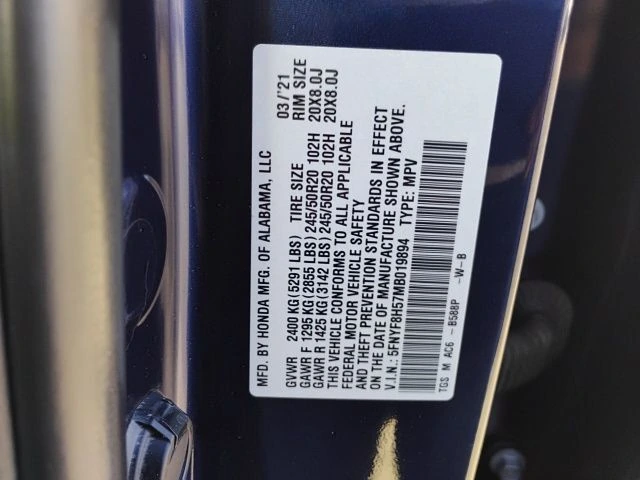 MFD. BY HONDA MFG. OF ALABAMA, LLC 03/'21
GVWR 2400 KG (5291 LBS) TIRE SIZE RIM SIZE
GAWR F 1295 KG (2855 LBS) 245/50R20 102H 20X8.0J
GAWR R 1425 KG (3142 LBS) 245/50R20 102H 20X8.0J
THIS VEHICLE CONFORMS TO ALL APPLICABLE
FEDERAL MOTOR VEHICLE SAFETY
AND THEFT PREVENTION STANDARDS IN EFFECT
ON THE DATE OF MANUFACTURE SHOWN ABOVE.
V.I.N.: 5FNYF8H57MB019894 TYPE: MPV
TGS M AC6 - B588P - W - B